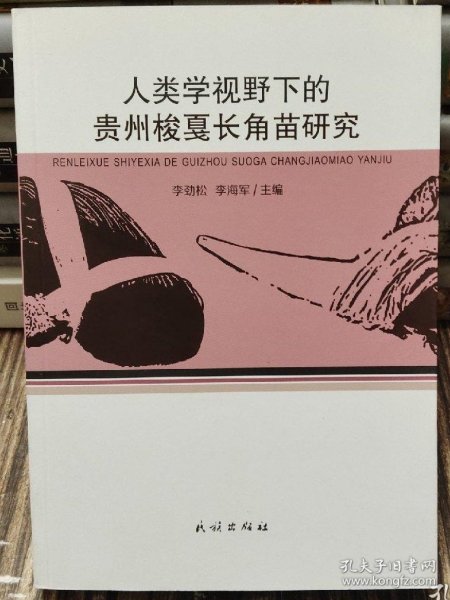 人类学视野下的
贵州梭戛长角苗研究
RENLEIXUE SHIYEXIA DE GUIZHOU SUOGA CHANGJIAOMIAO YANJIU
李劲松 李海军/主编
民族出版社
孔夫子旧书网
www.kongfz.com